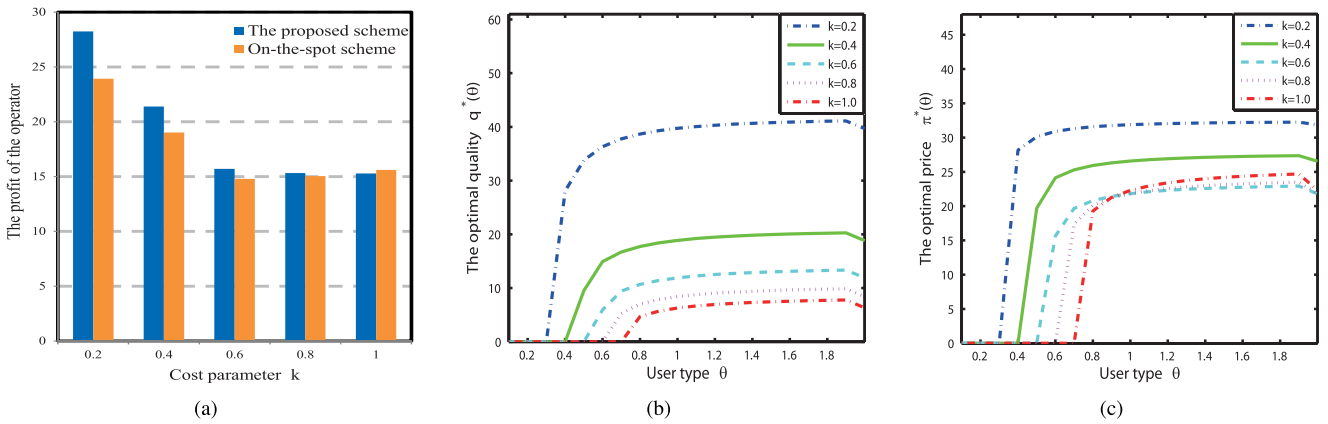 The profit of the operator
30
25
20
15
10
5
0
The proposed scheme
On-the-spot scheme
0.2 0.4 0.6 0.8 1
Cost parameter k
(a)
The optimal quality q*(θ)
60
50
40
30
20
10
0
k=0.2
k=0.4
k=0.6
k=0.8
k=1.0
0.2 0.4 0.6 0.8 1 1.2 1.4 1.6 1.8
User type θ
(b)
The optimal price π*(θ)
45
40
35
30
25
20
15
10
5
0
k=0.2
k=0.4
k=0.6
k=0.8
k=1.0
0.2 0.4 0.6 0.8 1 1.2 1.4 1.6 1.8
User type θ
(c)